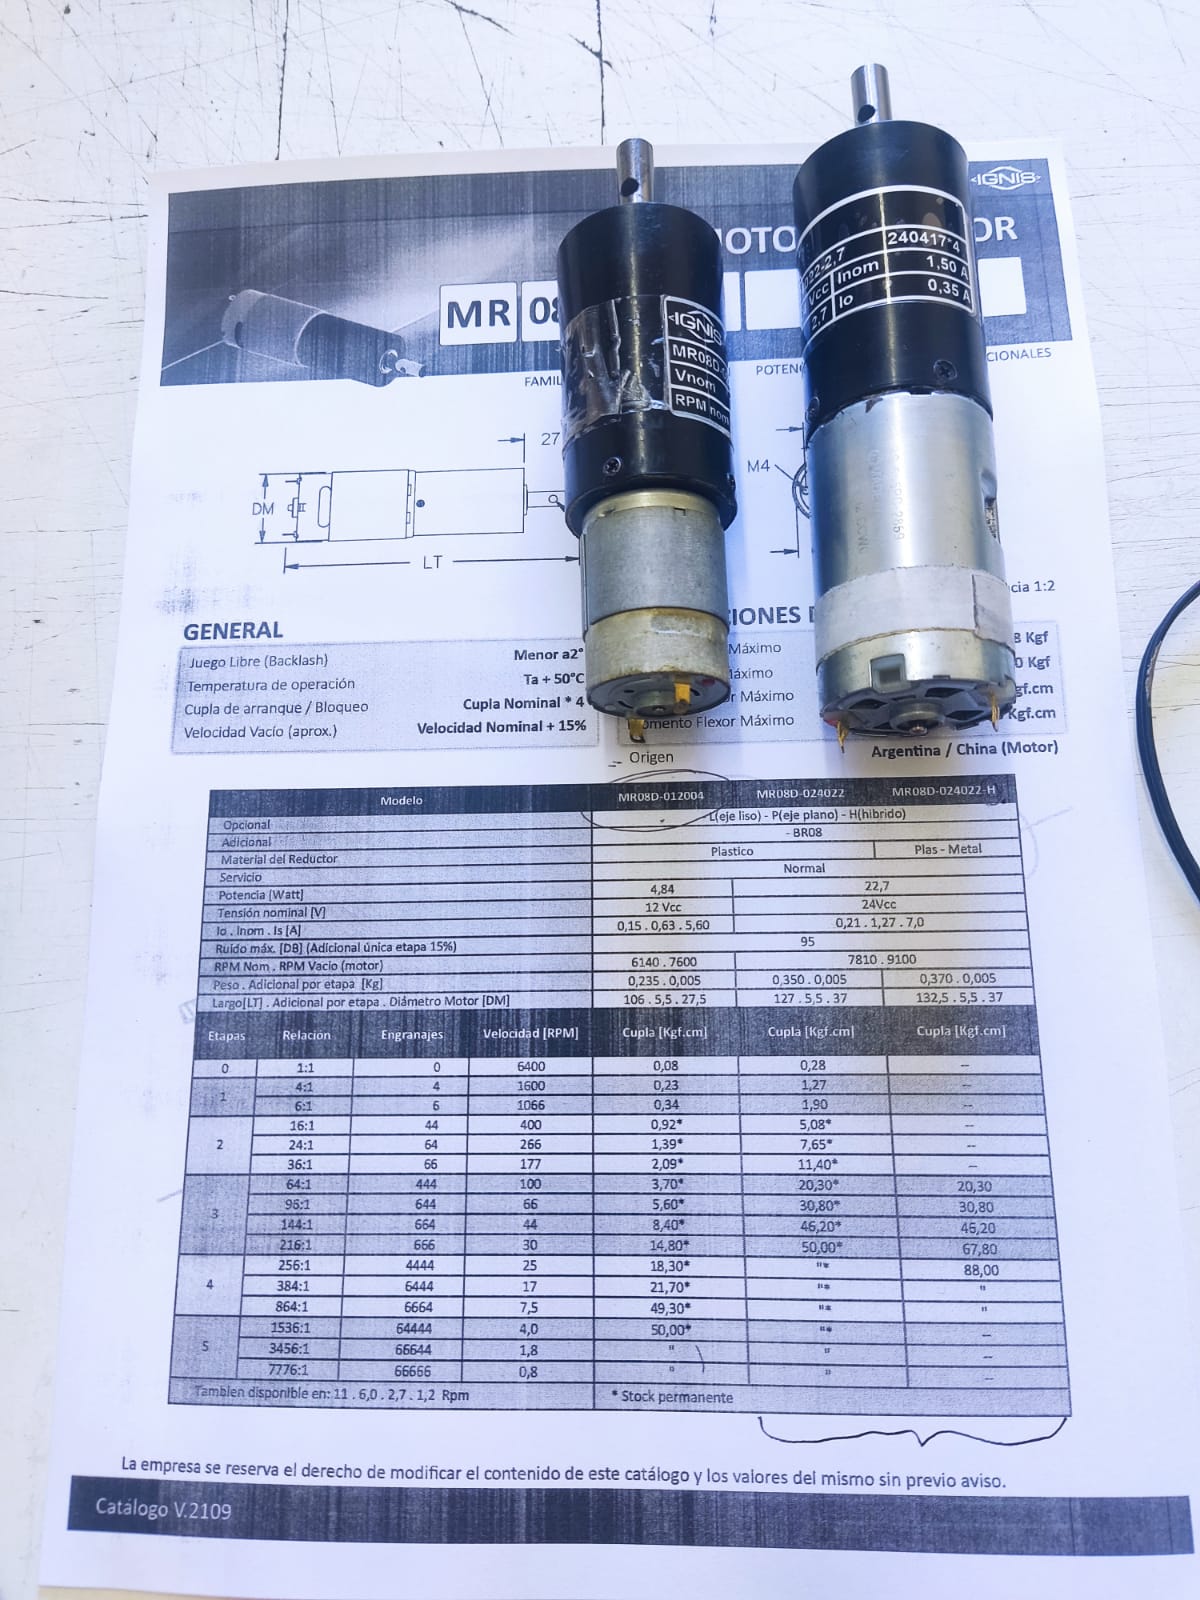 IGNIS
MR 08
OR
FAMIL
POTEN
CIONALES
27
M4
DM
LT
cia 1:2
GENERAL
Juego Libre (Backlash) Menor a2°
Temperatura de operación Ta + 50°C
Cupla de arranque / Bloqueo Cupla Nominal * 4
Velocidad Vacío (aprox.) Velocidad Nominal + 15%
CIONES
Máximo 8 Kgf
Máximo 0 Kgf
r Máximo gf.cm
omento Flexor Máximo Kgf.cm
Origen Argentina / China (Motor)
IGNIS
MR08D-
Vnom
RPM nom
022-2,7 240417*4
Vcc Inom 1,50 A
2,7 Io 0,35 A
Modelo MR08D-012004 MR08D-024022 MR08D-024022-H
Opcional - L(eje liso) - P(eje plano) - H(hibrido)
Adicional - BR08
Material del Reductor Plastico Plas - Metal
Servicio Normal
Potencia [Watt] 4,84 22,7
Tensión nominal [V] 12 Vcc 24Vcc
Io . Inom . Is [A] 0,15 . 0,63 . 5,60 0,21 . 1,27 . 7,0
Ruido máx. [DB] (Adicional única etapa 15%) 95
RPM Nom . RPM Vacio (motor) 6140 . 7600 7810 . 9100
Peso . Adicional por etapa [Kg] 0,235 . 0,005 0,350 . 0,005 0,370 . 0,005
Largo[LT] . Adicional por etapa . Diámetro Motor [DM] 106 . 5,5 . 27,5 127 . 5,5 . 37 132,5 . 5,5 . 37
Etapas Relación Engranajes Velocidad [RPM] Cupla [Kgf.cm] Cupla [Kgf.cm] Cupla [Kgf.cm]
0 1:1 0 6400 0,08 0,28 --
1 4:1 4 1600 0,23 1,27 --
6:1 6 1066 0,34 1,90 --
16:1 44 400 0,92* 5,08* --
2 24:1 64 266 1,39* 7,65* --
36:1 66 177 2,09* 11,40* --
64:1 444 100 3,70* 20,30* 20,30
3 96:1 644 66 5,60* 30,80* 30,80
144:1 664 44 8,40* 46,20* 46,20
216:1 666 30 14,80* 50,00* 67,80
256:1 4444 25 18,30* "* 88,00
4 384:1 6444 17 21,70* "* "
864:1 6664 7,5 49,30* "* "
1536:1 64444 4,0 50,00* "* --
5 3456:1 66644 1,8 " " --
7776:1 66666 0,8 " " --
Tambien disponible en: 11 . 6,0 . 2,7 . 1,2 Rpm * Stock permanente
La empresa se reserva el derecho de modificar el contenido de este catálogo y los valores del mismo sin previo aviso.
Catálogo V.2109